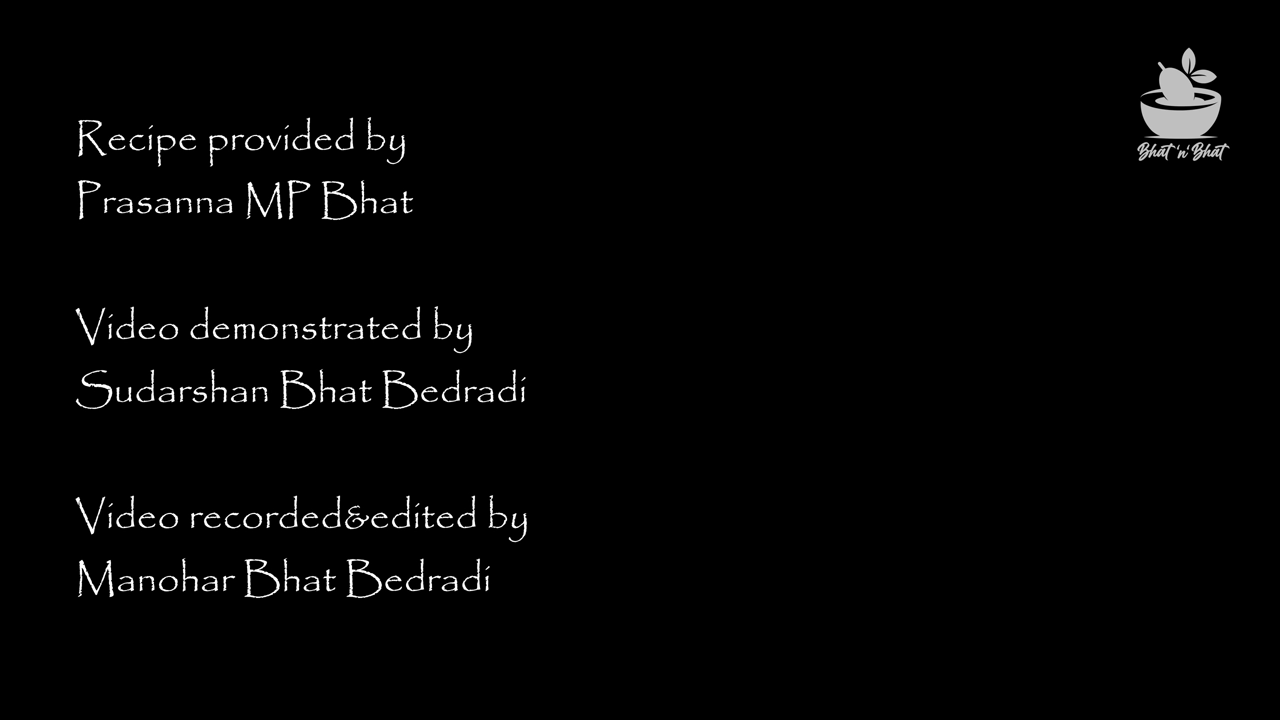 Recipe provided by
Prasanna MP Bhat
Video demonstrated by
Sudarshan Bhat Bedradi
Video recorded&edited by
Manohar Bhat Bedradi
Bhat 'n' Bhat